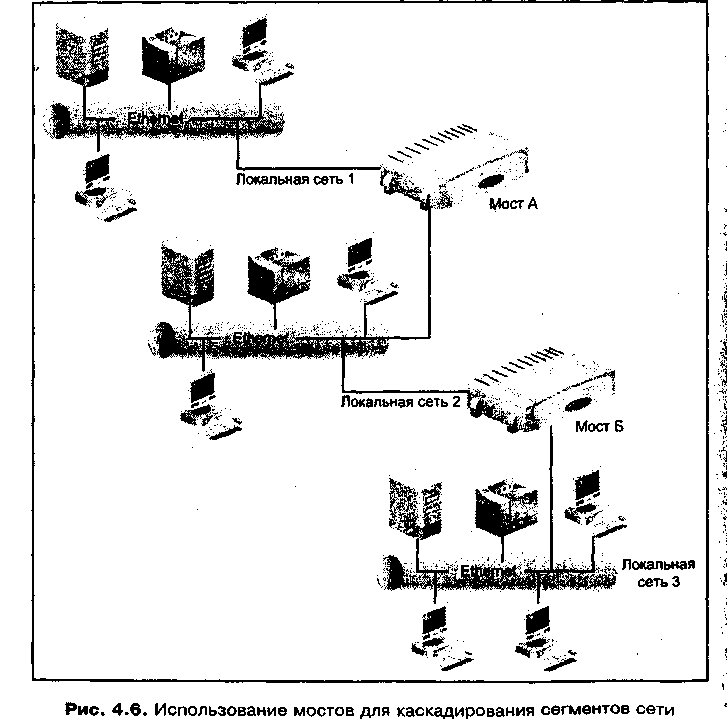 Ethernet
Локальная сеть 1
Мост А
Ethernet
Локальная сеть 2
Мост Б
Ethernet
Локальная
сеть 3
Рис. 4.6. Использование мостов для каскадирования сегментов сети